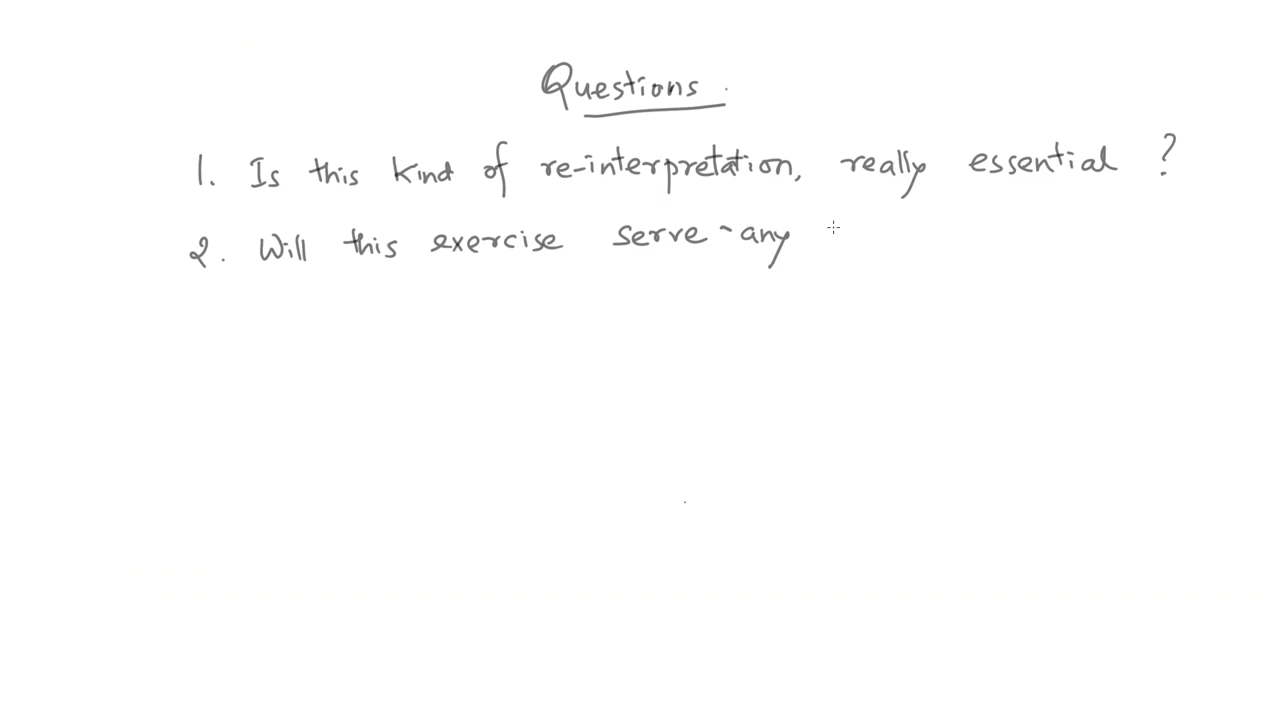 Questions
1. Is this kind of re-interpretation, really essential ?
2. Will this exercise serve any